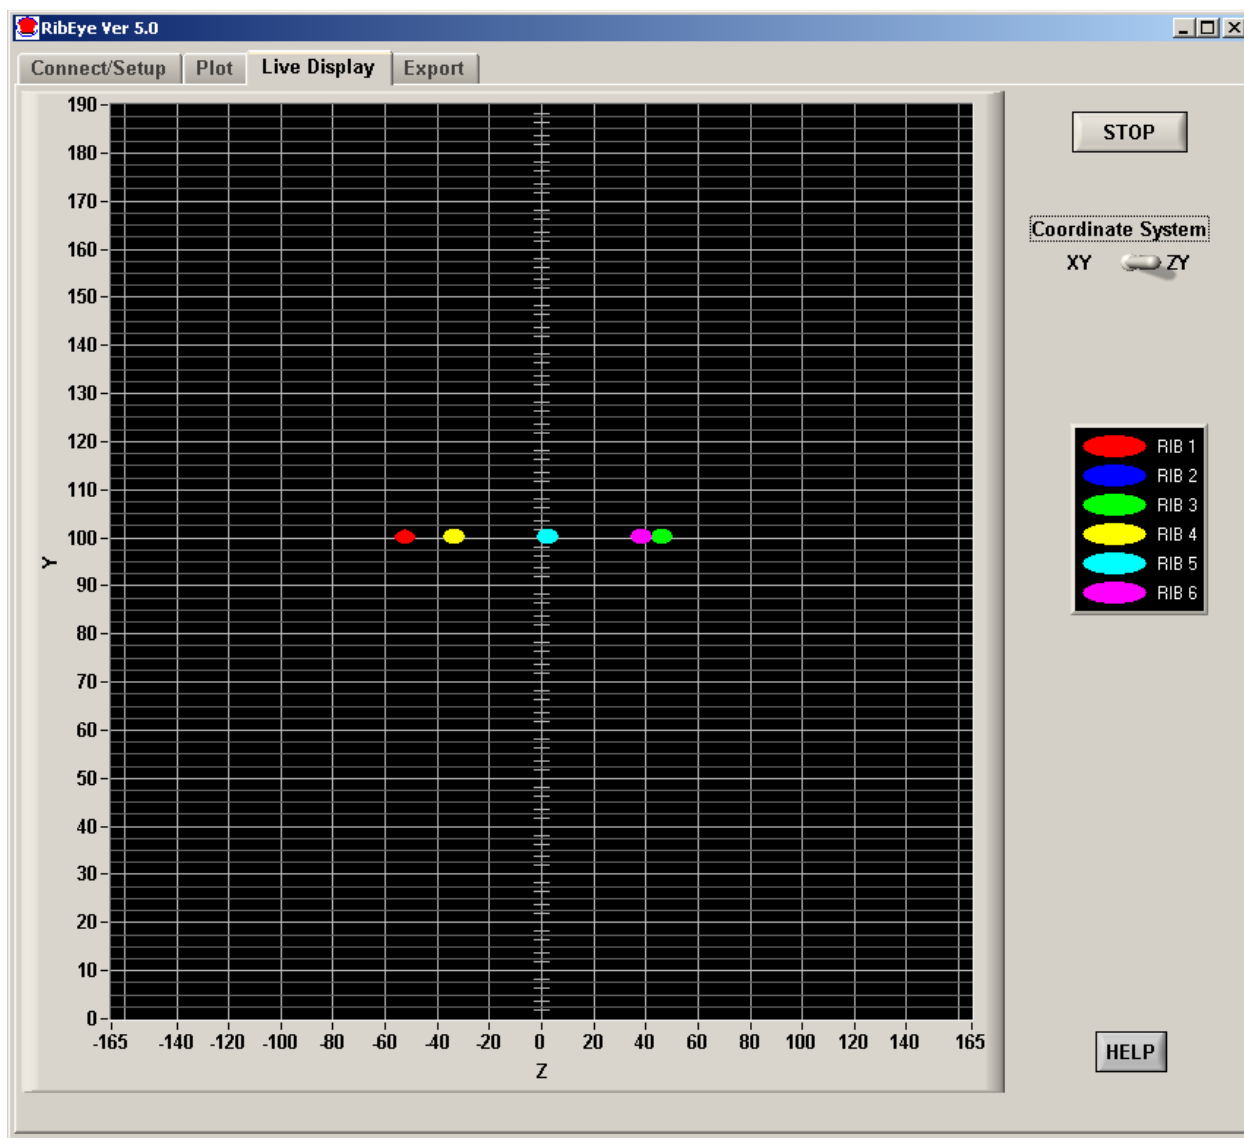 RibEye Ver 5.0
Connect/Setup Plot Live Display Export
190
180
170
160
150
140
130
120
110
100
90
80
70
60
50
40
30
20
10
0
Y
-165 -140 -120 -100 -80 -60 -40 -20 0 20 40 60 80 100 120 140 165
Z
STOP
Coordinate System
XY ZY
RIB 1
RIB 2
RIB 3
RIB 4
RIB 5
RIB 6
HELP